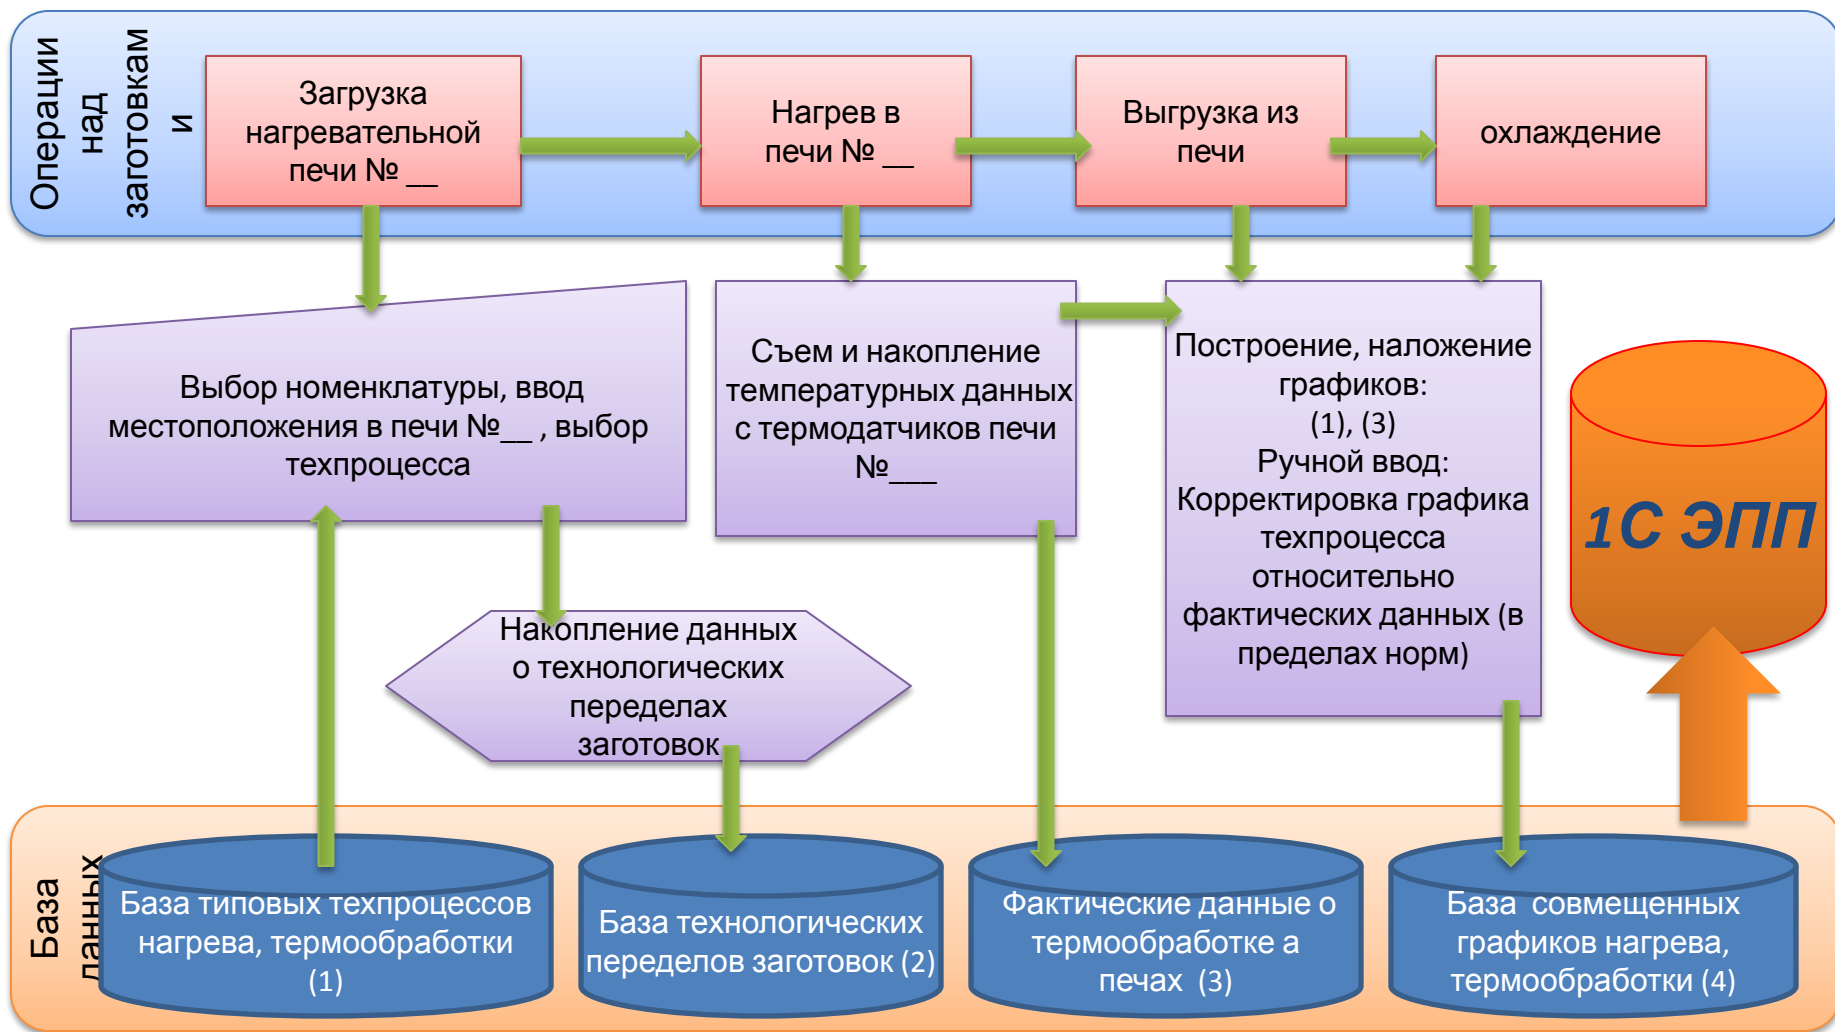 Операции
над
заготовкам
и
Загрузка
нагревательной
печи № __
Нагрев в
печи № __
Выгрузка из
печи
охлаждение
Выбор номенклатуры, ввод
местоположения в печи №__ , выбор
техпроцесса
Съем и накопление
температурных данных
с термодатчиков печи
№___
Построение, наложение
графиков:
(1), (3)
Ручной ввод:
Корректировка графика
техпроцесса
относительно
фактических данных (в
пределах норм)
1С ЭПП
Накопление данных
о технологических
переделах
заготовок
База
данных
База типовых техпроцессов
нагрева, термообработки
(1)
База технологических
переделов заготовок (2)
Фактические данные о
термообработке а
печах  (3)
База  совмещенных
графиков нагрева,
термообработки (4)